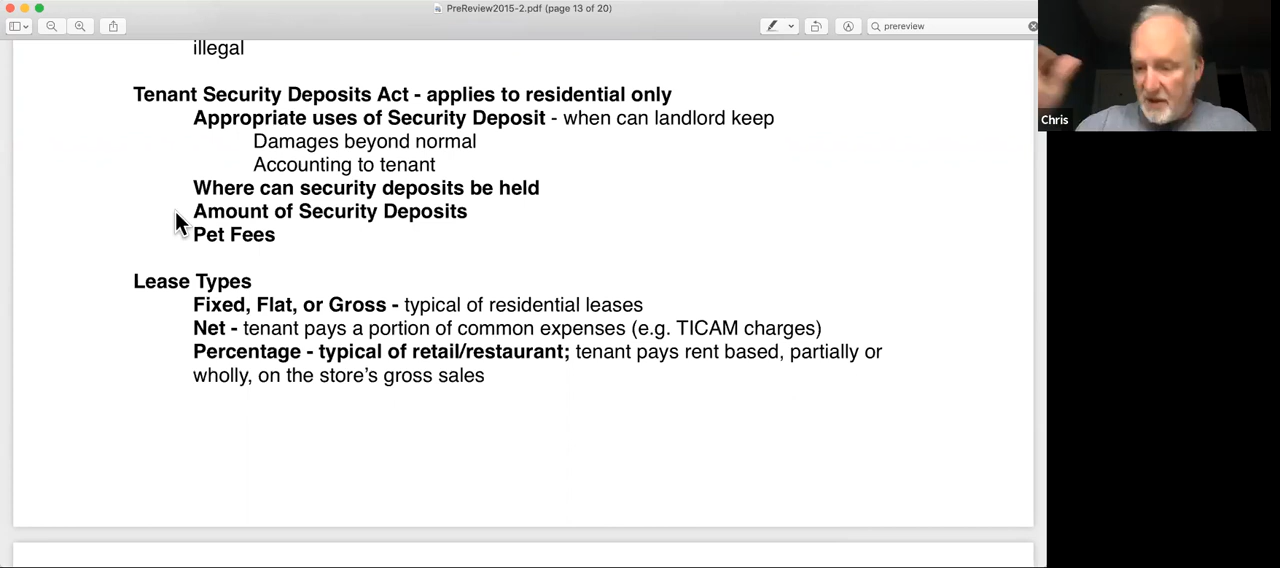 PreReview2015-2.pdf (page 13 of 20)
prereview
illegal
Tenant Security Deposits Act - applies to residential only
Appropriate uses of Security Deposit - when can landlord keep
Damages beyond normal
Accounting to tenant
Where can security deposits be held
Amount of Security Deposits
Pet Fees
Lease Types
Fixed, Flat, or Gross - typical of residential leases
Net - tenant pays a portion of common expenses (e.g. TICAM charges)
Percentage - typical of retail/restaurant; tenant pays rent based, partially or
wholly, on the store's gross sales
Chris